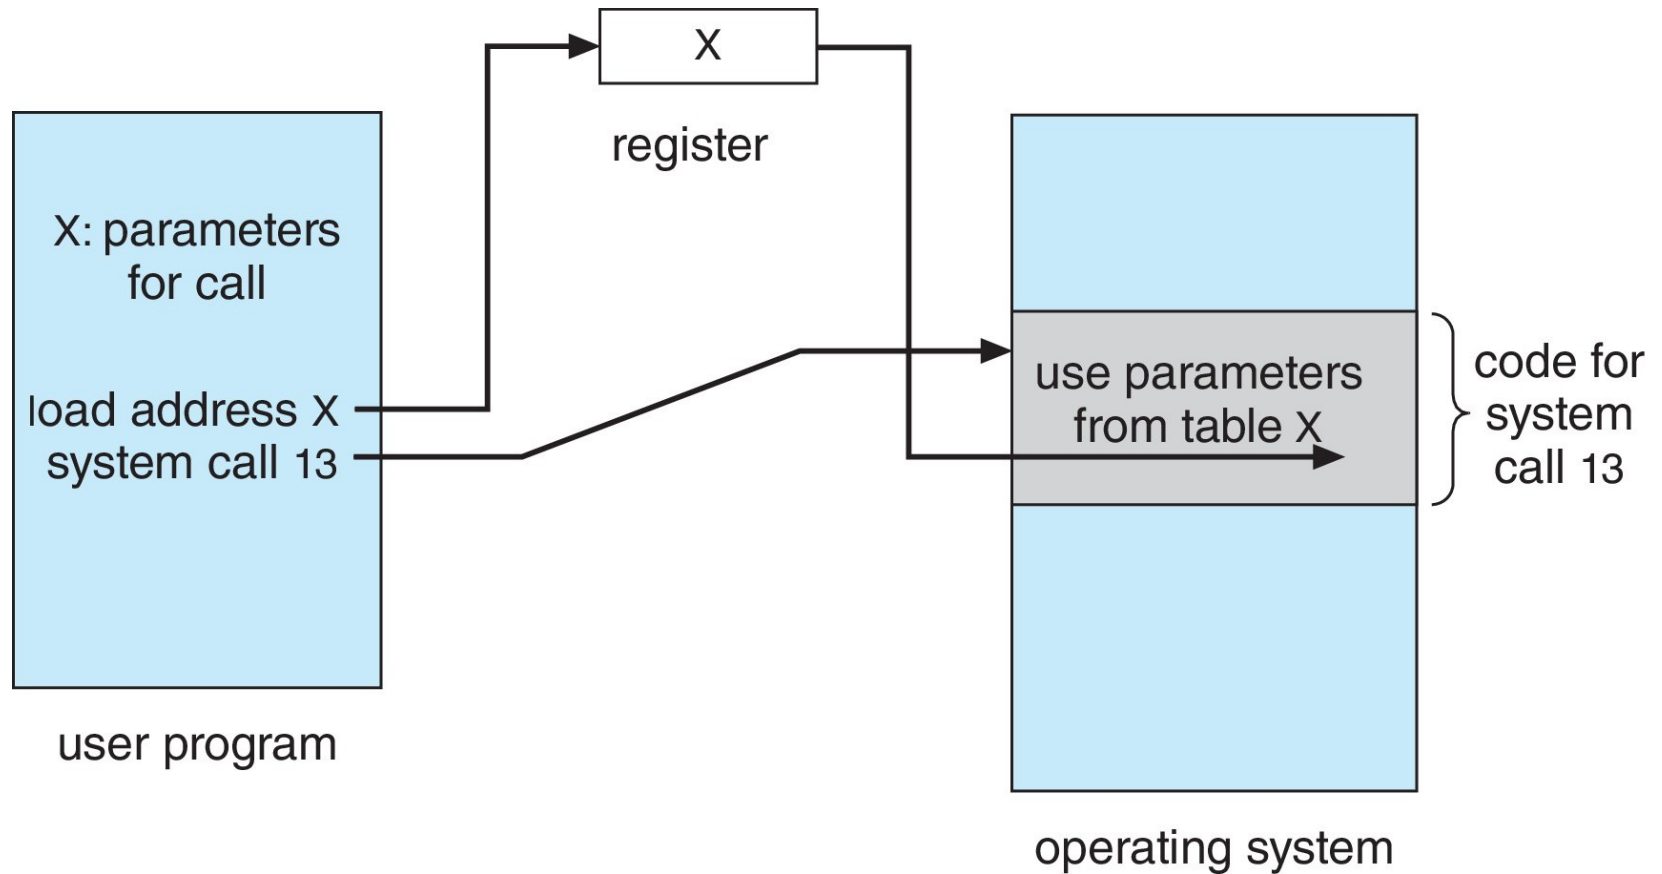 X
register
X: parameters
for call
load address X
system call 13
user program
use parameters
from table X
code for
system
call 13
operating system